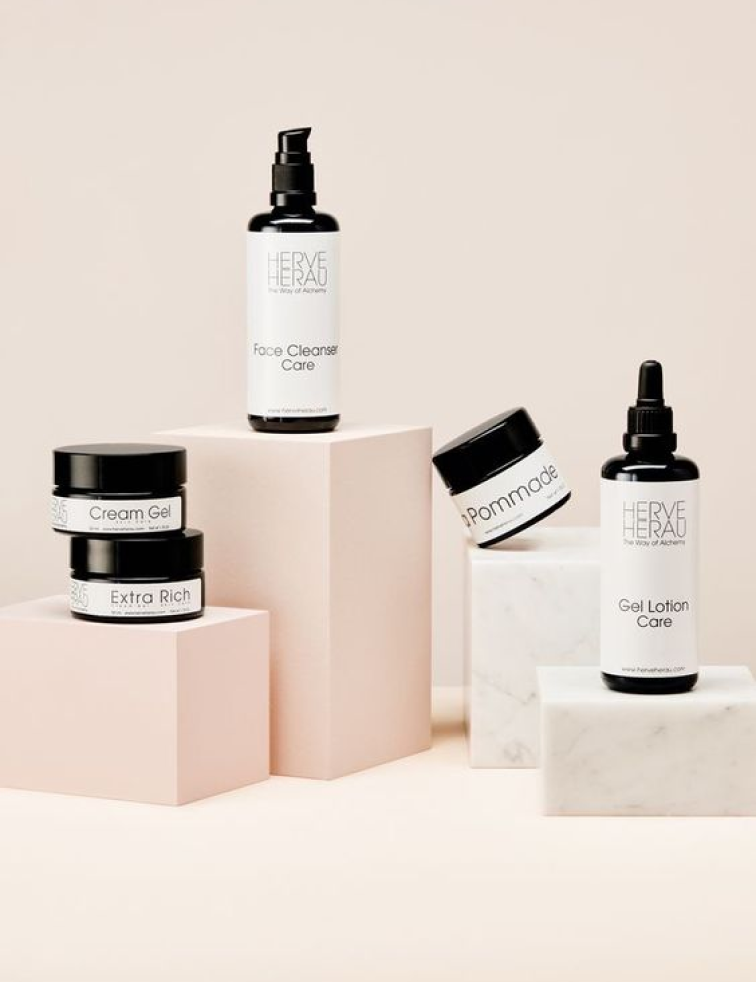 HERVE
HERAU
The Way of Alchemy
Face Cleanser
Care
www.herveherau.com
Cream Gel
Extra Rich
Pommade
HERVE
HERAU
The Way of Alchemy
Gel Lotion
Care
www.herveherau.com